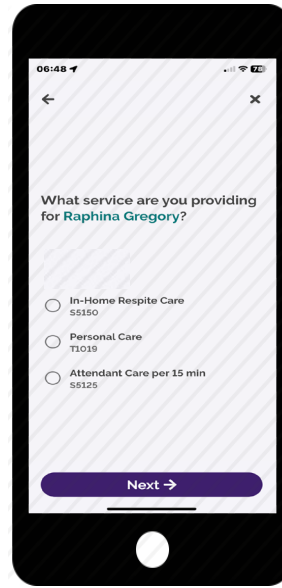 06:48
78
What service are you providing
for Raphina Gregory?
In-Home Respite Care
S5150
Personal Care
T1019
Attendant Care per 15 min
S5125
Next →